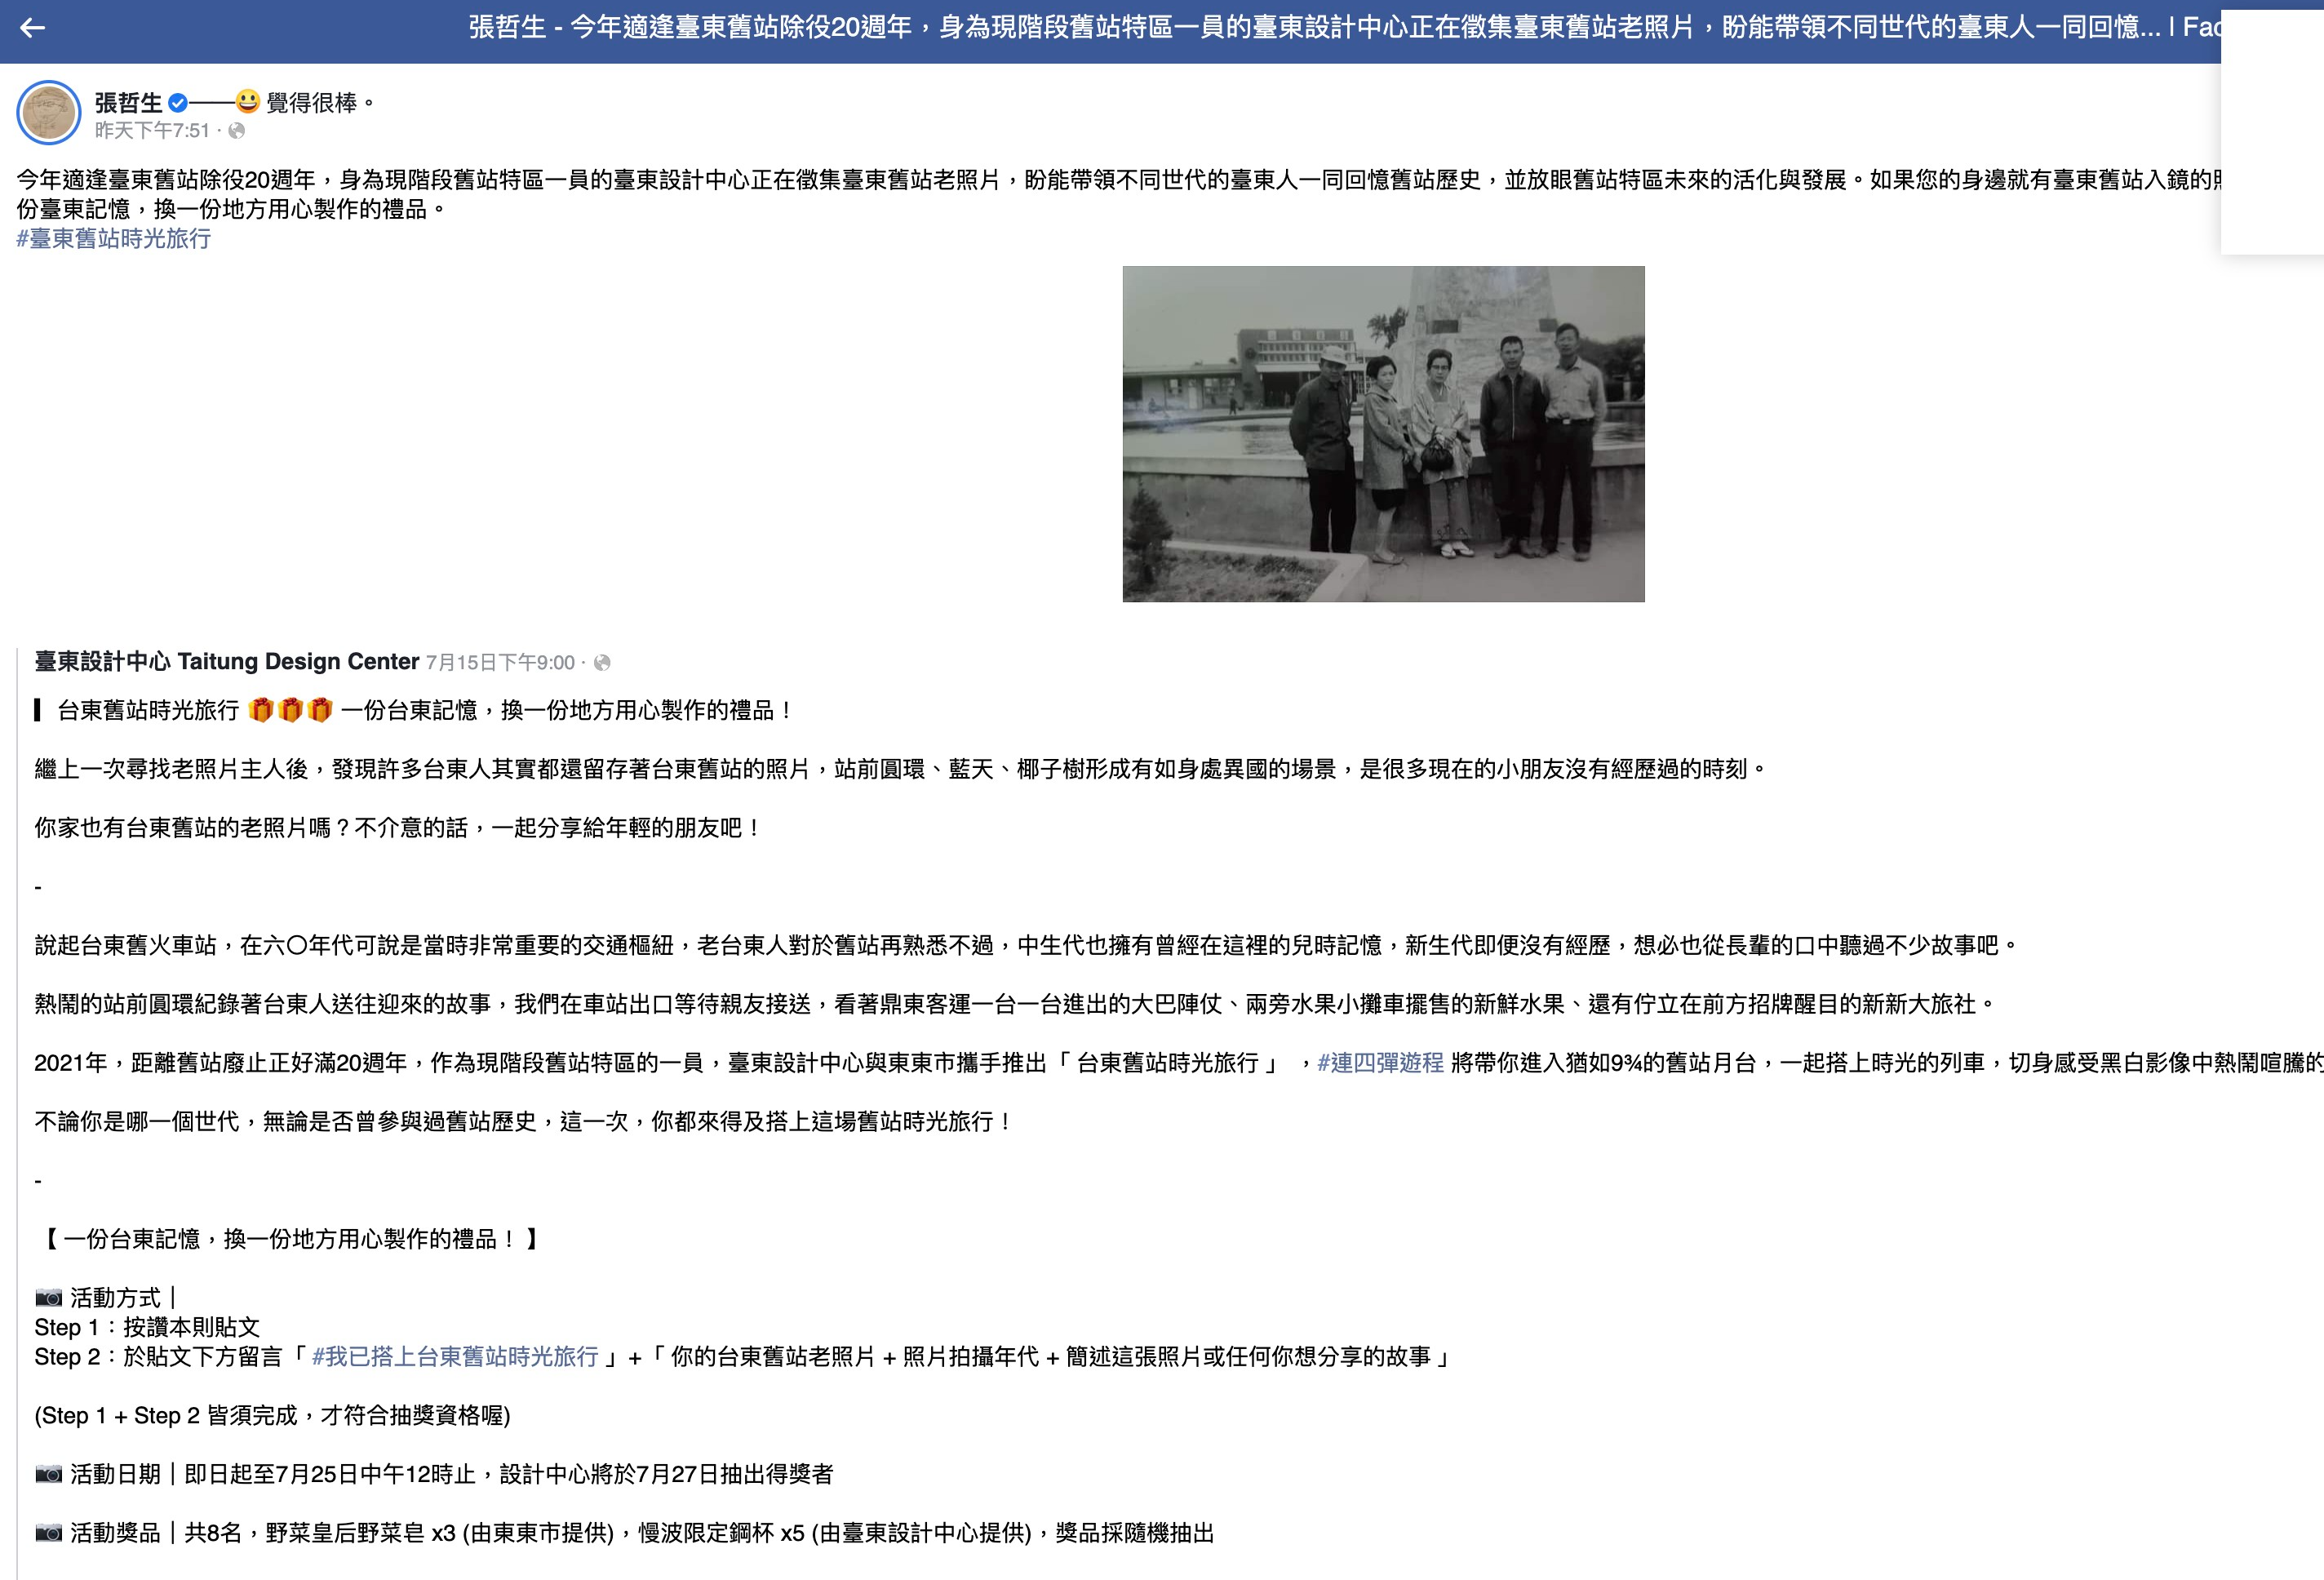 張哲生 - 今年適逢臺東舊站除役20週年，身為現階段舊站特區一員的臺東設計中心正在徵集臺東舊站老照片，盼能帶領不同世代的臺東人一同回憶... | Fac
張哲生 —— 😀 覺得很棒。
昨天下午7:51 ·
今年適逢臺東舊站除役20週年，身為現階段舊站特區一員的臺東設計中心正在徵集臺東舊站老照片，盼能帶領不同世代的臺東人一同回憶舊站歷史，並放眼舊站特區未來的活化與發展。如果您的身邊就有臺東舊站入鏡的
份臺東記憶，換一份地方用心製作的禮品。
#臺東舊站時光旅行
臺東設計中心 Taitung Design Center 7月15日下午9:00 ·
▎台東舊站時光旅行 🎁🎁🎁 一份台東記憶，換一份地方用心製作的禮品！
繼上一次尋找老照片主人後，發現許多台東人其實都還留存著台東舊站的照片，站前圓環、藍天、椰子樹形成有如身處異國的場景，是很多現在的小朋友沒有經歷過的時刻。
你家也有台東舊站的老照片嗎？不介意的話，一起分享給年輕的朋友吧！
-
說起台東舊火車站，在六〇年代可說是當時非常重要的交通樞紐，老台東人對於舊站再熟悉不過，中生代也擁有曾經在這裡的兒時記憶，新生代即便沒有經歷，想必也從長輩的口中聽過不少故事吧。
熱鬧的站前圓環紀錄著台東人送往迎來的故事，我們在車站出口等待親友接送，看著鼎東客運一台一台進出的大巴陣仗、兩旁水果小攤車擺售的新鮮水果、還有佇立在前方招牌醒目的新新大旅社。
2021年，距離舊站廢止正好滿20週年，作為現階段舊站特區的一員，臺東設計中心與東東市攜手推出「 台東舊站時光旅行 」 ，#連四彈遊程 將帶你進入猶如9¾的舊站月台，一起搭上時光的列車，切身感受黑白影像中熱鬧喧騰的
不論你是哪一個世代，無論是否曾參與過舊站歷史，這一次，你都來得及搭上這場舊站時光旅行！
-
【 一份台東記憶，換一份地方用心製作的禮品！ 】
📷 活動方式｜
Step 1：按讚本則貼文
Step 2：於貼文下方留言「 #我已搭上台東舊站時光旅行 」+「 你的台東舊站老照片 + 照片拍攝年代 + 簡述這張照片或任何你想分享的故事 」
(Step 1 + Step 2 皆須完成，才符合抽獎資格喔)
📷 活動日期｜即日起至7月25日中午12時止，設計中心將於7月27日抽出得獎者
📷 活動獎品｜共8名，野菜皇后野菜皂 x3 (由東東市提供)，慢波限定鋼杯 x5 (由臺東設計中心提供)，獎品採隨機抽出